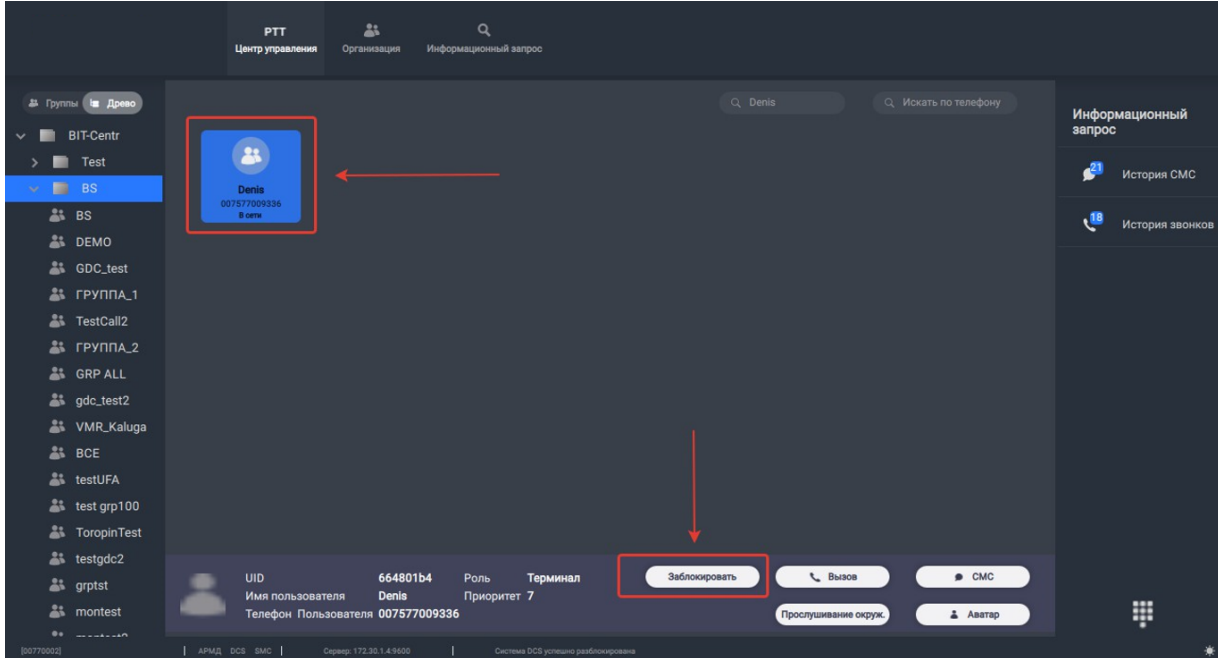 PTT
Центр управления
Организация
Информационный запрос
Группы
Древо
Denis
Искать по телефону
BIT-Centr
Test
BS
BS
DEMO
GDC_test
ГРУППА_1
TestCall2
ГРУППА_2
GRP ALL
gdc_test2
VMR_Kaluga
ВСЕ
testUFA
test grp100
ToropinTest
testgdc2
grptst
montest
Denis
007577009336
В сети
Информационный
запрос
21
История СМС
18
История звонков
UID 664801b4 Роль Терминал
Имя пользователя Denis Приоритет 7
Телефон Пользователя 007577009336
Заблокировать
Вызов
СМС
Прослушивание окруж.
Аватар
[00770002]
АРМД DCS SMC
Сервер: 172.30.1.4:9600
Система DCS успешно разблокирована